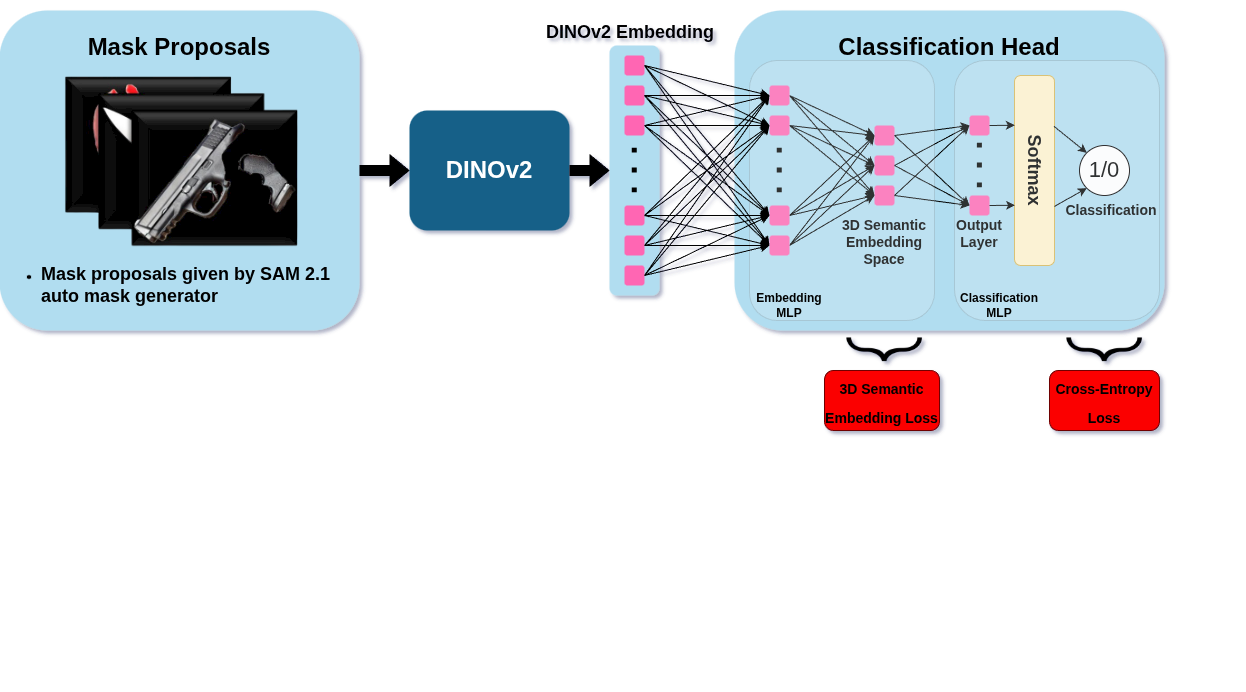 Mask Proposals
• Mask proposals given by SAM 2.1
auto mask generator
DINOv2
DINOv2 Embedding
Classification Head
Embedding
MLP
3D Semantic
Embedding
Space
Output
Layer
Softmax
1/0
Classification
Classification
MLP
3D Semantic
Embedding Loss
Cross-Entropy
Loss